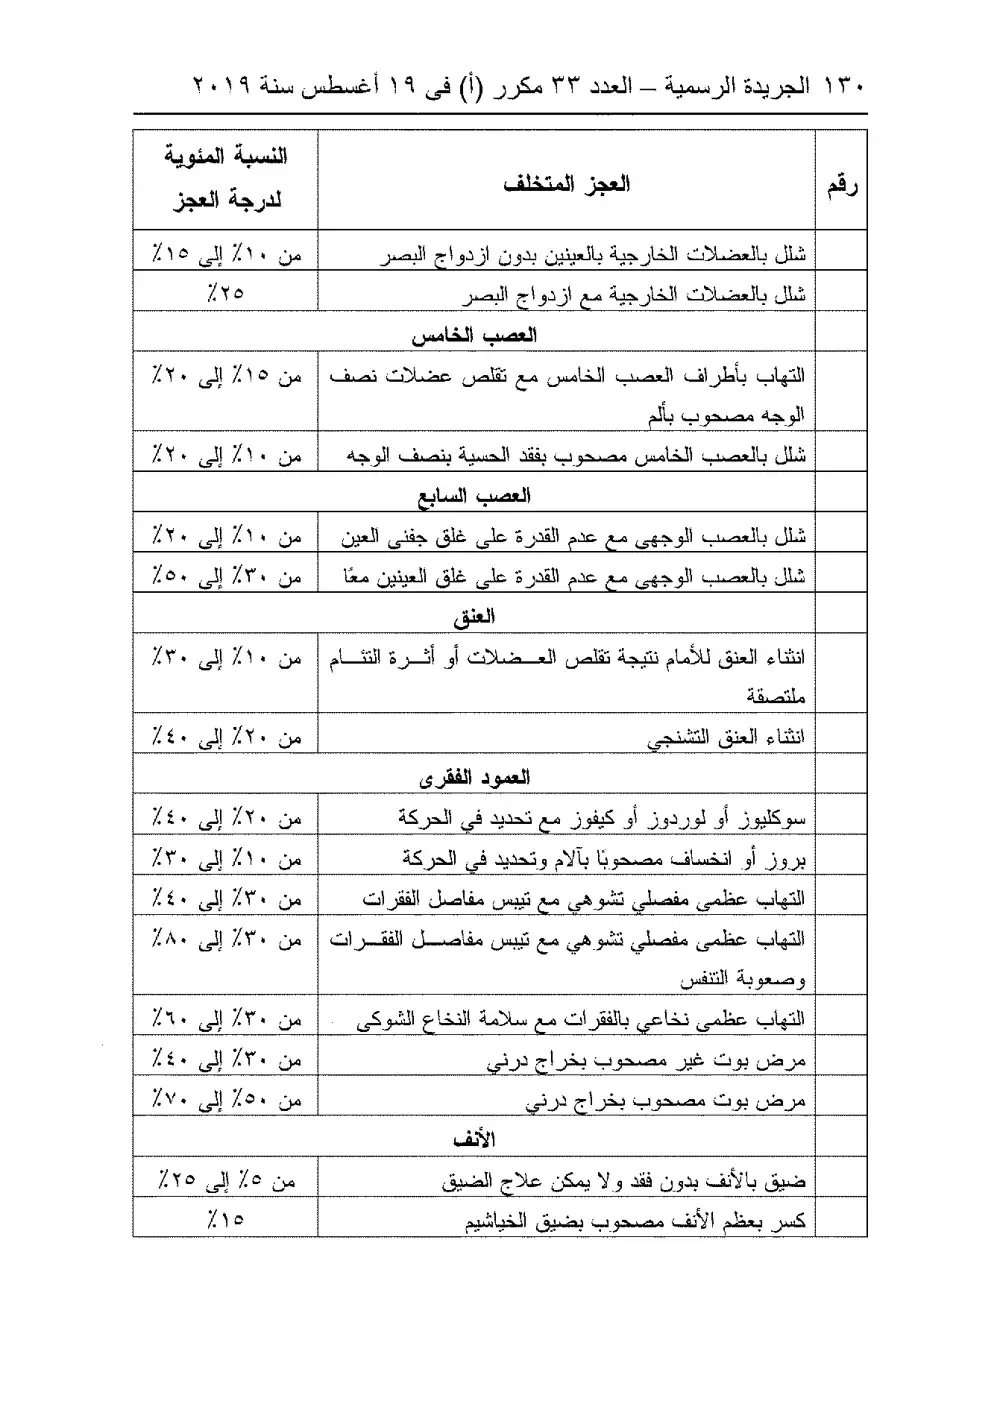 ١٣٠ الجريدة الرسمية – العدد ٣٣ مكرر (أ) فى ١٩ أغسطس سنة ٢٠١٩
رقم العجز المتخلف النسبة المئوية
لدرجة العجز
شلل بالعضلات الخارجية بالعينين بدون ازدواج البصر من ١٠٪ إلى ١٥٪
شلل بالعضلات الخارجية مع ازدواج البصر ٢٥٪
العصب الخامس
التهاب بأطراف العصب الخامس مع تقلص عضلات نصف من ١٥٪ إلى ٢٠٪
الوجه مصحوب بألم
شلل بالعصب الخامس مصحوب بفقد الحسية بنصف الوجه من ١٠٪ إلى ٢٠٪
العصب السابع
شلل بالعصب الوجهى مع عدم القدرة على غلق جفنى العين من ١٠٪ إلى ٢٠٪
شلل بالعصب الوجهى مع عدم القدرة على غلق العينين معًا من ٣٠٪ إلى ٥٠٪
العنق
انثناء العنق للأمام نتيجة تقلص العـــضلات أو أثـــرة التئـــام من ١٠٪ إلى ٣٠٪
ملتصقة
انثناء العنق التشنجي من ٢٠٪ إلى ٤٠٪
العمود الفقرى
سوكليوز أو لوردوز أو كيفوز مع تحديد في الحركة من ٢٠٪ إلى ٤٠٪
بروز أو انخساف مصحوبًا بآلام وتحديد في الحركة من ١٠٪ إلى ٣٠٪
التهاب عظمى مفصلي تشوهي مع تيبس مفاصل الفقرات من ٣٠٪ إلى ٤٠٪
التهاب عظمى مفصلي تشوهي مع تيبس مفاصـــل الفقـــرات من ٣٠٪ إلى ٨٠٪
وصعوبة التنفس
التهاب عظمى نخاعي بالفقرات مع سلامة النخاع الشوكى من ٣٠٪ إلى ٦٠٪
مرض بوت غير مصحوب بخراج درني من ٣٠٪ إلى ٤٠٪
مرض بوت مصحوب بخراج درني من ٥٠٪ إلى ٧٠٪
الأنف
ضيق بالأنف بدون فقد ولا يمكن علاج الضيق من ٥٪ إلى ٢٥٪
كسر بعظم الأنف مصحوب بضيق الخياشيم ١٥٪